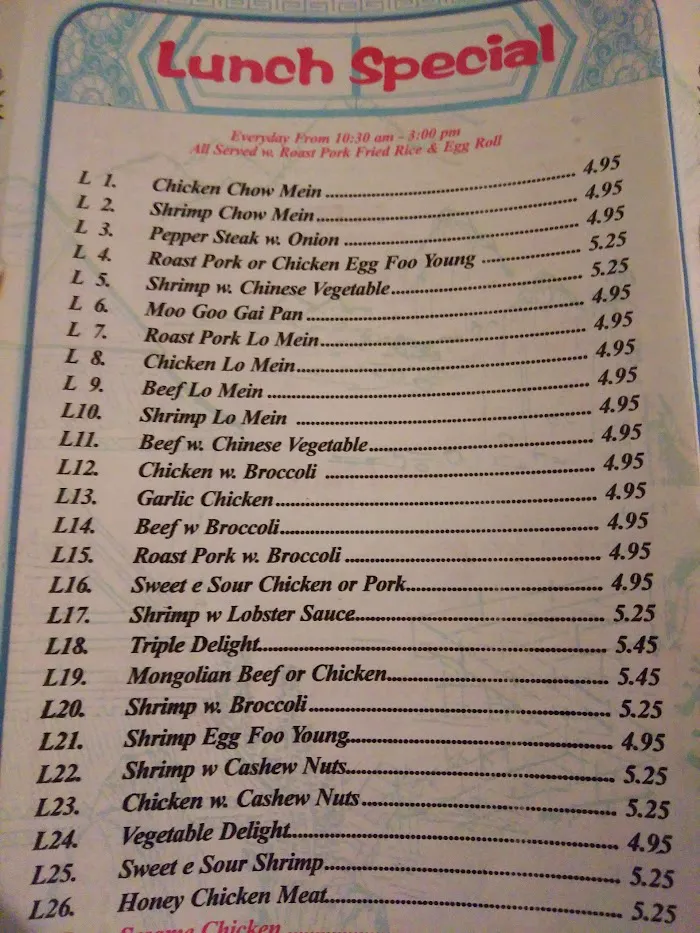 Lunch Special
Everyday From 10:30 am - 3:00 pm
All Served w. Roast Pork Fried Rice & Egg Roll
L 1. Chicken Chow Mein 4.95
L 2. Shrimp Chow Mein 4.95
L 3. Pepper Steak w. Onion 4.95
L 4. Roast Pork or Chicken Egg Foo Young 5.25
L 5. Shrimp w. Chinese Vegetable 5.25
L 6. Moo Goo Gai Pan 4.95
L 7. Roast Pork Lo Mein 4.95
L 8. Chicken Lo Mein 4.95
L 9. Beef Lo Mein 4.95
L10. Shrimp Lo Mein 4.95
L11. Beef w. Chinese Vegetable 4.95
L12. Chicken w. Broccoli 4.95
L13. Garlic Chicken 4.95
L14. Beef w Broccoli 4.95
L15. Roast Pork w. Broccoli 4.95
L16. Sweet e Sour Chicken or Pork 4.95
L17. Shrimp w Lobster Sauce 5.25
L18. Triple Delight 5.45
L19. Mongolian Beef or Chicken 5.45
L20. Shrimp w. Broccoli 5.25
L21. Shrimp Egg Foo Young 4.95
L22. Shrimp w Cashew Nuts 5.25
L23. Chicken w. Cashew Nuts 5.25
L24. Vegetable Delight 4.95
L25. Sweet e Sour Shrimp 5.25
L26. Honey Chicken Meat 5.25
Sesame Chicken